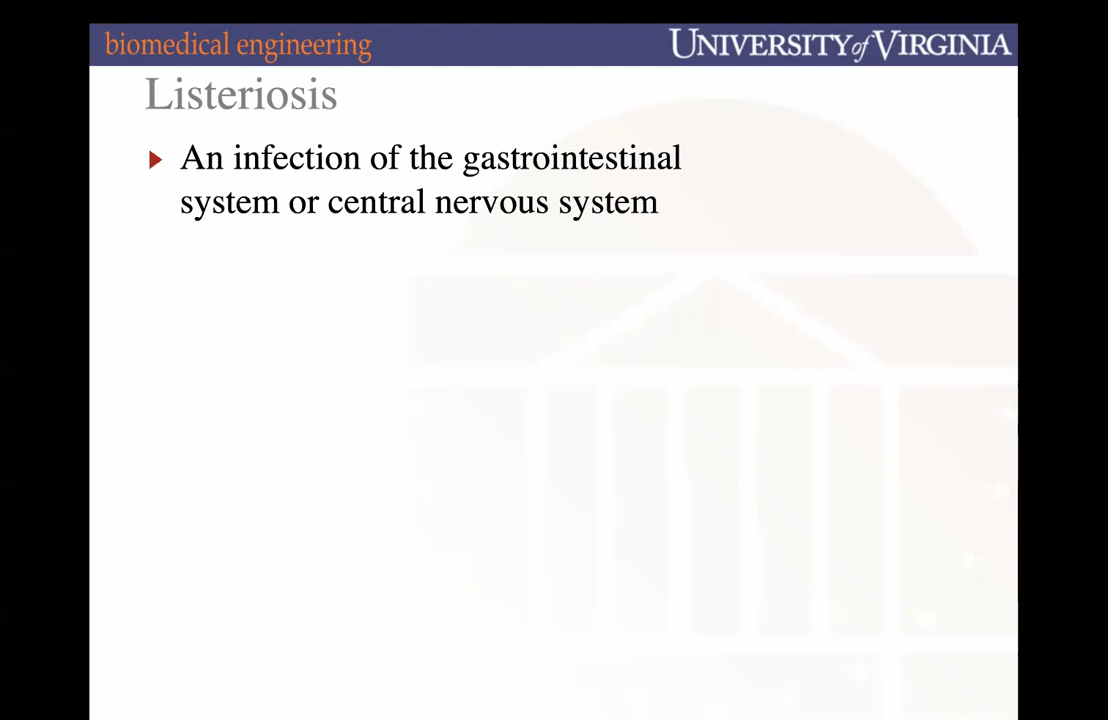 biomedical engineering
UNIVERSITY of VIRGINIA
Listeriosis
An infection of the gastrointestinal
system or central nervous system